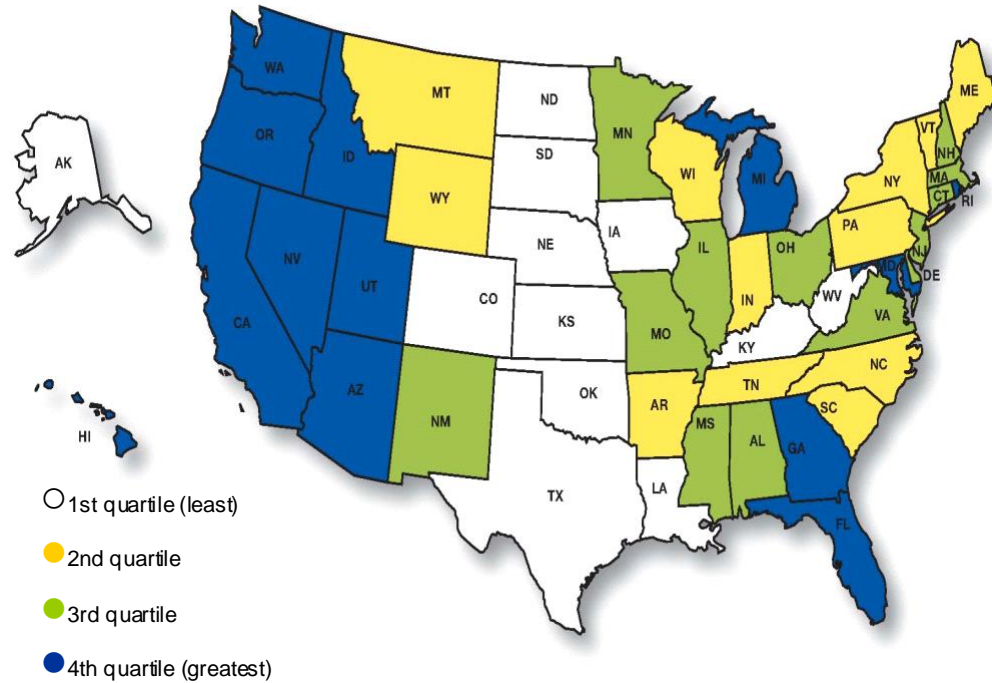 WA
MT
ND
MN
ME
VT
NH
OR
ID
SD
WI
NY
MA
CT
RI
AK
WY
MI
IA
PA
NJ
NE
OH
MD
DE
NV
IL
IN
UT
CO
WV
VA
KS
MO
KY
CA
NC
TN
AZ
OK
AR
SC
NM
MS
AL
GA
HI
TX
LA
FL
1st quartile (least)
2nd quartile
3rd quartile
4th quartile (greatest)